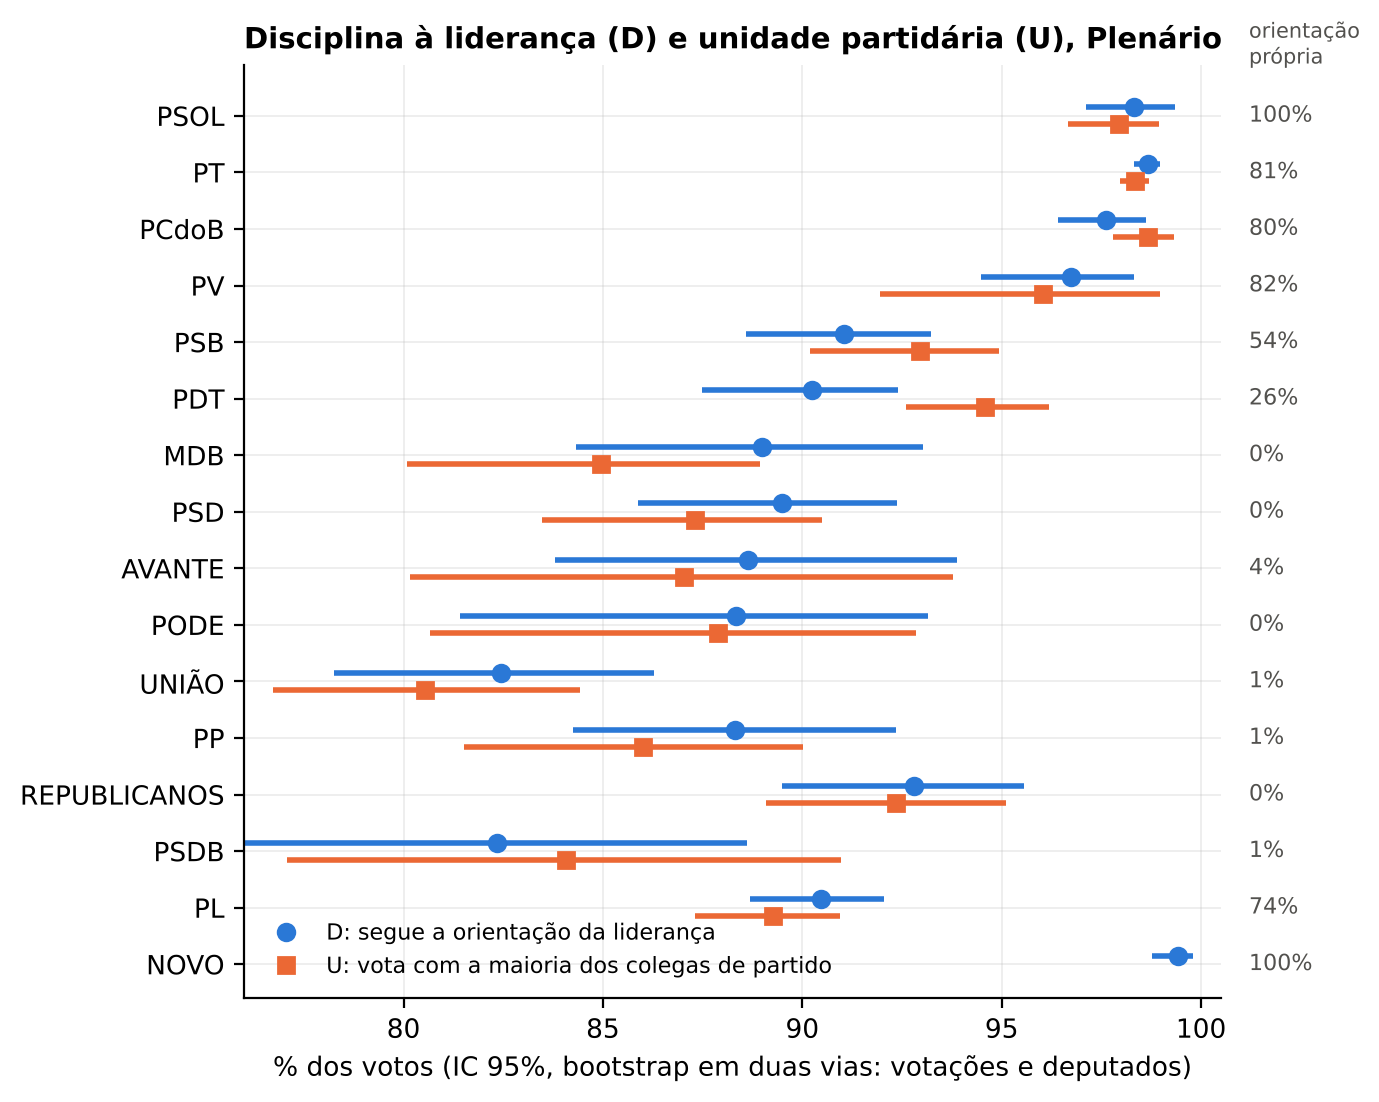 Disciplina à liderança (D) e unidade partidária (U), Plenário
orientação
própria
PSOL 100%
PT 81%
PCdoB 80%
PV 82%
PSB 54%
PDT 26%
MDB 0%
PSD 0%
AVANTE 4%
PODE 0%
UNIÃO 1%
PP 1%
REPUBLICANOS 0%
PSDB 1%
PL 74%
D: segue a orientação da liderança
U: vota com a maioria dos colegas de partido
NOVO 100%
80 85 90 95 100
% dos votos (IC 95%, bootstrap em duas vias: votações e deputados)